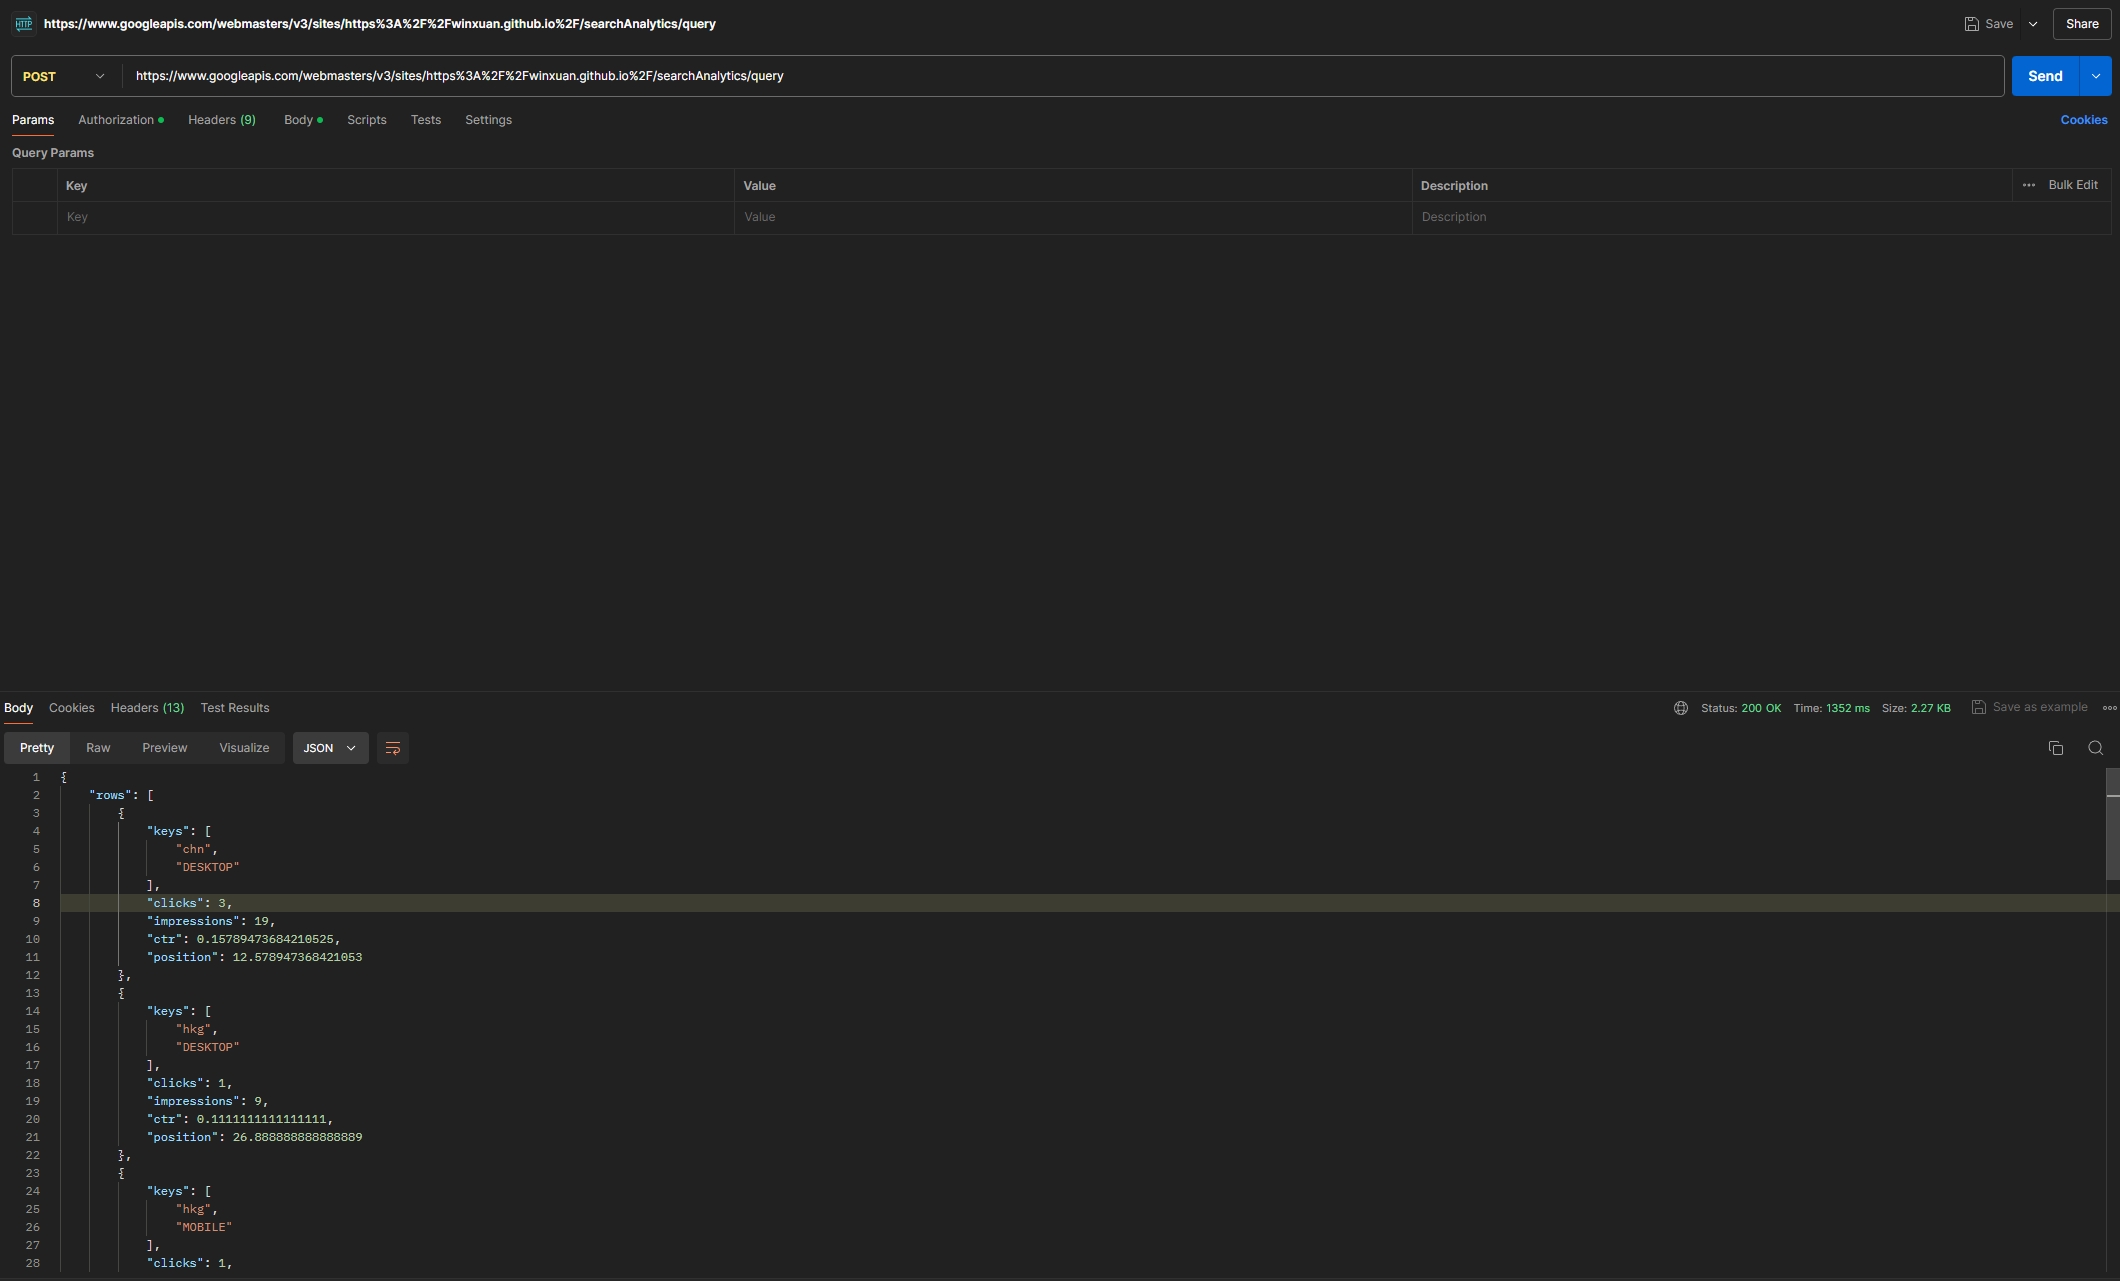 HTTP https://www.googleapis.com/webmasters/v3/sites/https%3A%2F%2Fwinxuan.github.io%2F/searchAnalytics/query Save Share
POST https://www.googleapis.com/webmasters/v3/sites/https%3A%2F%2Fwinxuan.github.io%2F/searchAnalytics/query Send
Params Authorization Headers (9) Body Scripts Tests Settings Cookies
Query Params
Key Value Description ••• Bulk Edit
Key Value Description
Body Cookies Headers (13) Test Results Status: 200 OK Time: 1352 ms Size: 2.27 KB Save as example
Pretty Raw Preview Visualize JSON
1 {
2 "rows": [
3 {
4 "keys": [
5 "chn",
6 "DESKTOP"
7 ],
8 "clicks": 3,
9 "impressions": 19,
10 "ctr": 0.15789473684210525,
11 "position": 12.578947368421053
12 },
13 {
14 "keys": [
15 "hkg",
16 "DESKTOP"
17 ],
18 "clicks": 1,
19 "impressions": 9,
20 "ctr": 0.1111111111111111,
21 "position": 26.888888888888889
22 },
23 {
24 "keys": [
25 "hkg",
26 "MOBILE"
27 ],
28 "clicks": 1,